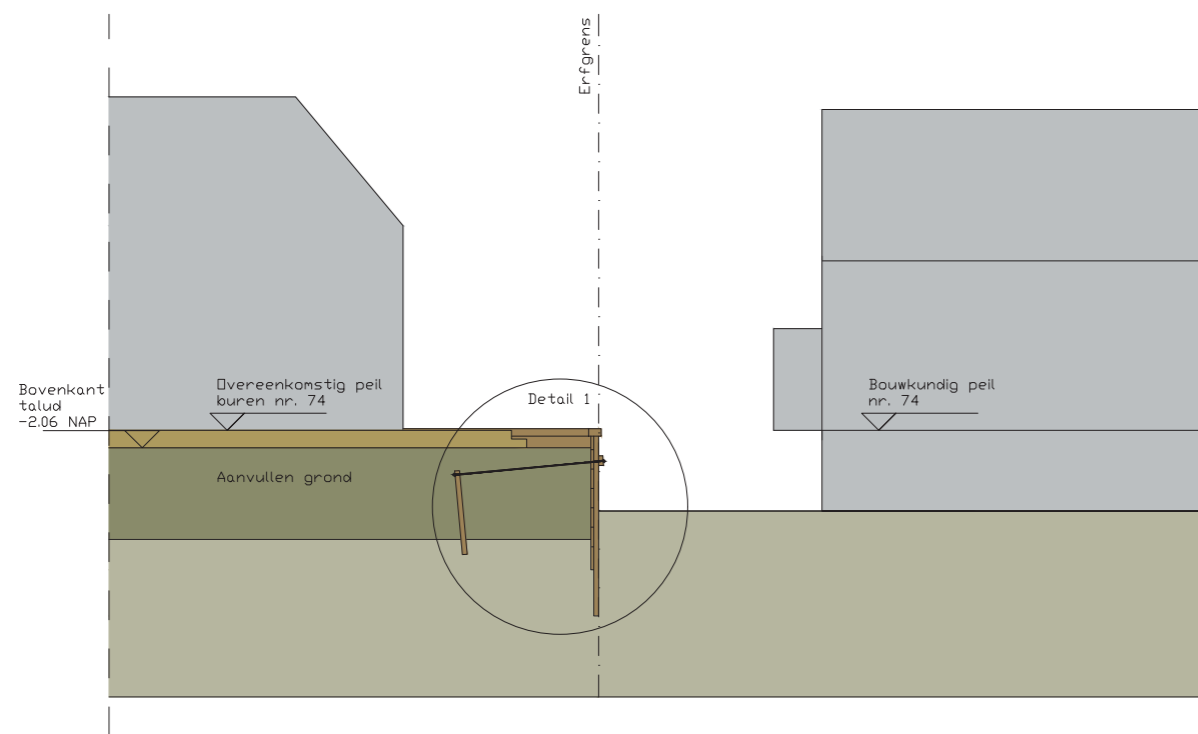 Erfgrens
Bovenkant
talud
-2.06 NAP
Overeenkomstig peil
buren nr. 74
Detail 1
Bouwkundig peil
nr. 74
Aanvullen grond